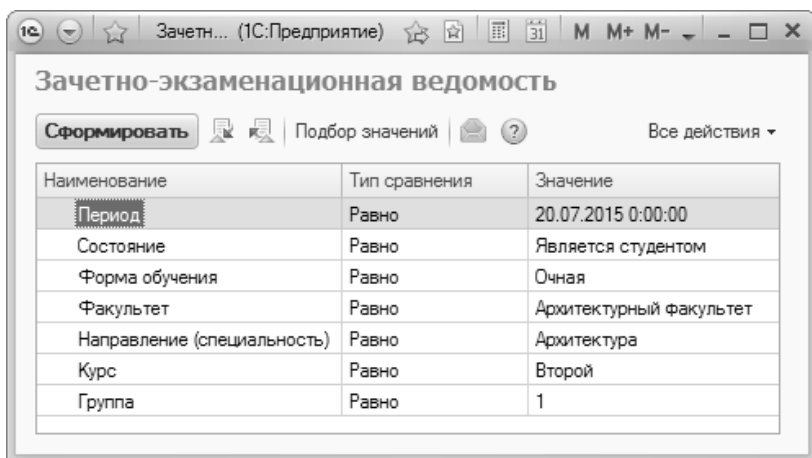 1С Зачетн... (1С:Предприятие) 31 M M+ M-
Зачетно-экзаменационная ведомость
Сформировать Подбор значений ? Все действия
Наименование Тип сравнения Значение
Период Равно 20.07.2015 0:00:00
Состояние Равно Является студентом
Форма обучения Равно Очная
Факультет Равно Архитектурный факультет
Направление (специальность) Равно Архитектура
Курс Равно Второй
Группа Равно 1